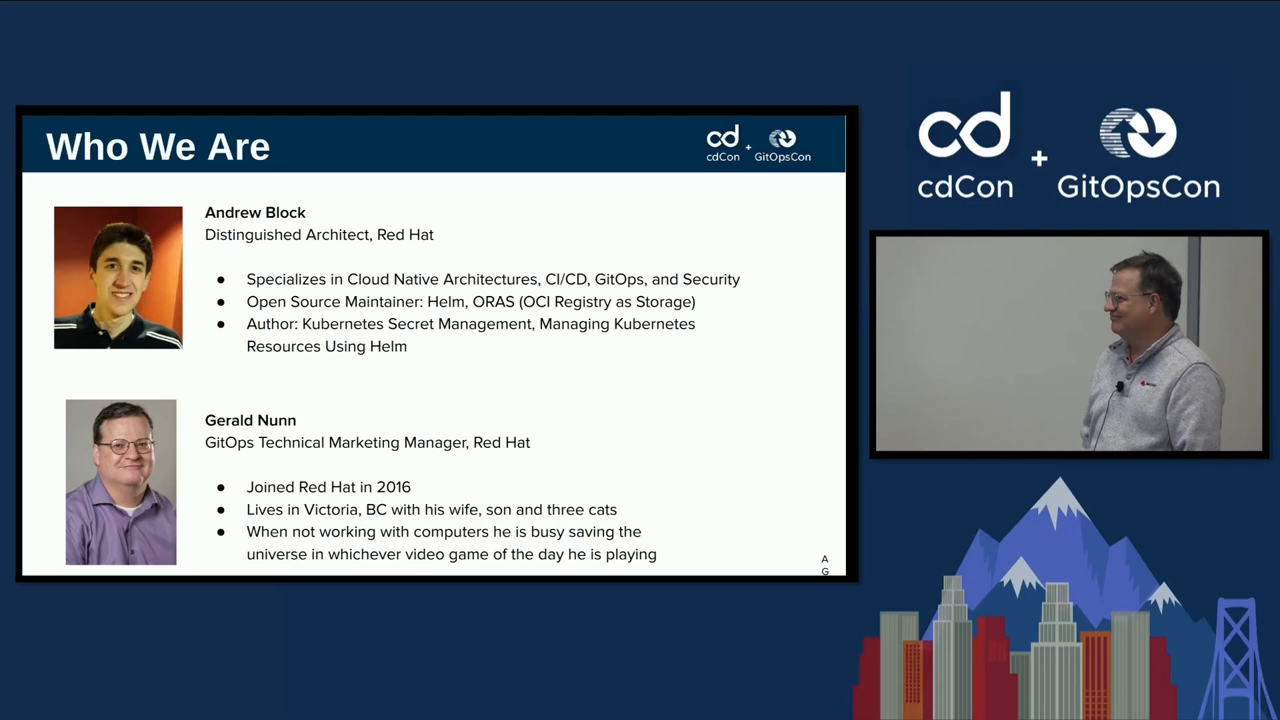 Who We Are
cd
cdCon
+
GitOpsCon
Andrew Block
Distinguished Architect, Red Hat
● Specializes in Cloud Native Architectures, CI/CD, GitOps, and Security
● Open Source Maintainer: Helm, ORAS (OCI Registry as Storage)
● Author: Kubernetes Secret Management, Managing Kubernetes
Resources Using Helm
Gerald Nunn
GitOps Technical Marketing Manager, Red Hat
● Joined Red Hat in 2016
● Lives in Victoria, BC with his wife, son and three cats
● When not working with computers he is busy saving the
universe in whichever video game of the day he is playing
A
G
cd
cdCon
+
GitOpsCon